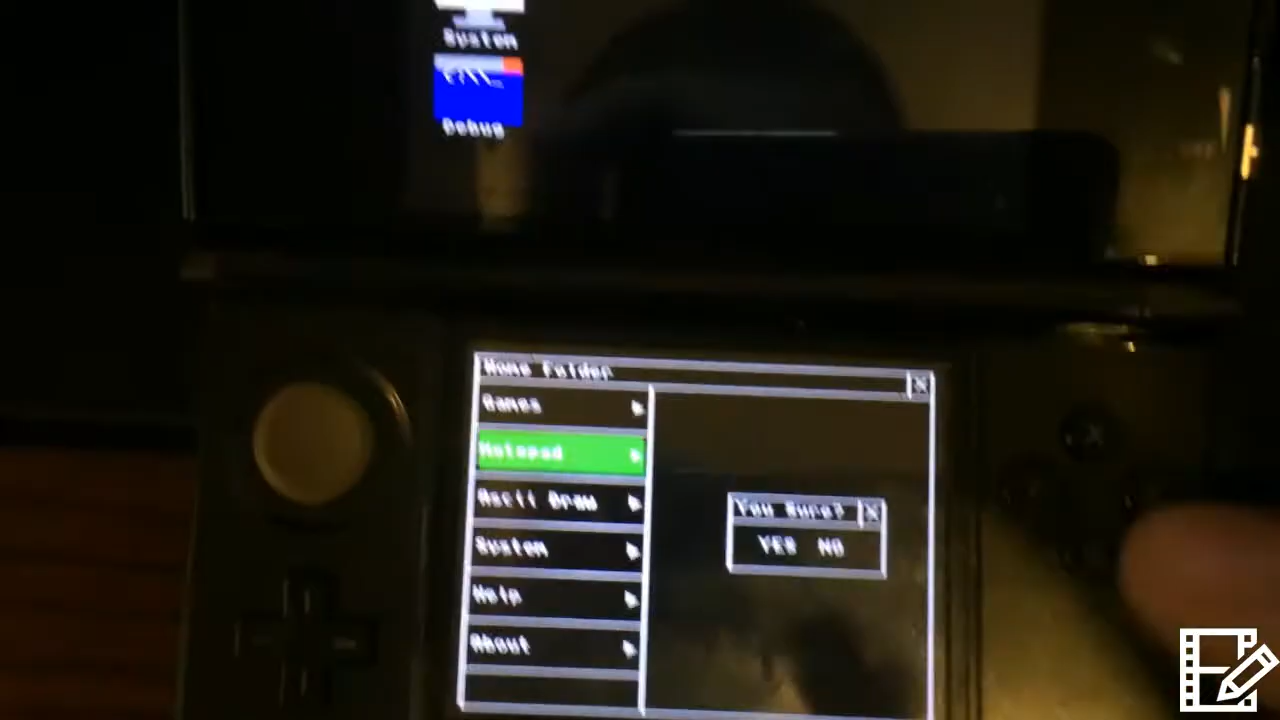 System
C:\\_
Debug
Home Folder X
Games
Notepad
Ascii Draw
System
Help
About
You Sure? X
YES NO
X